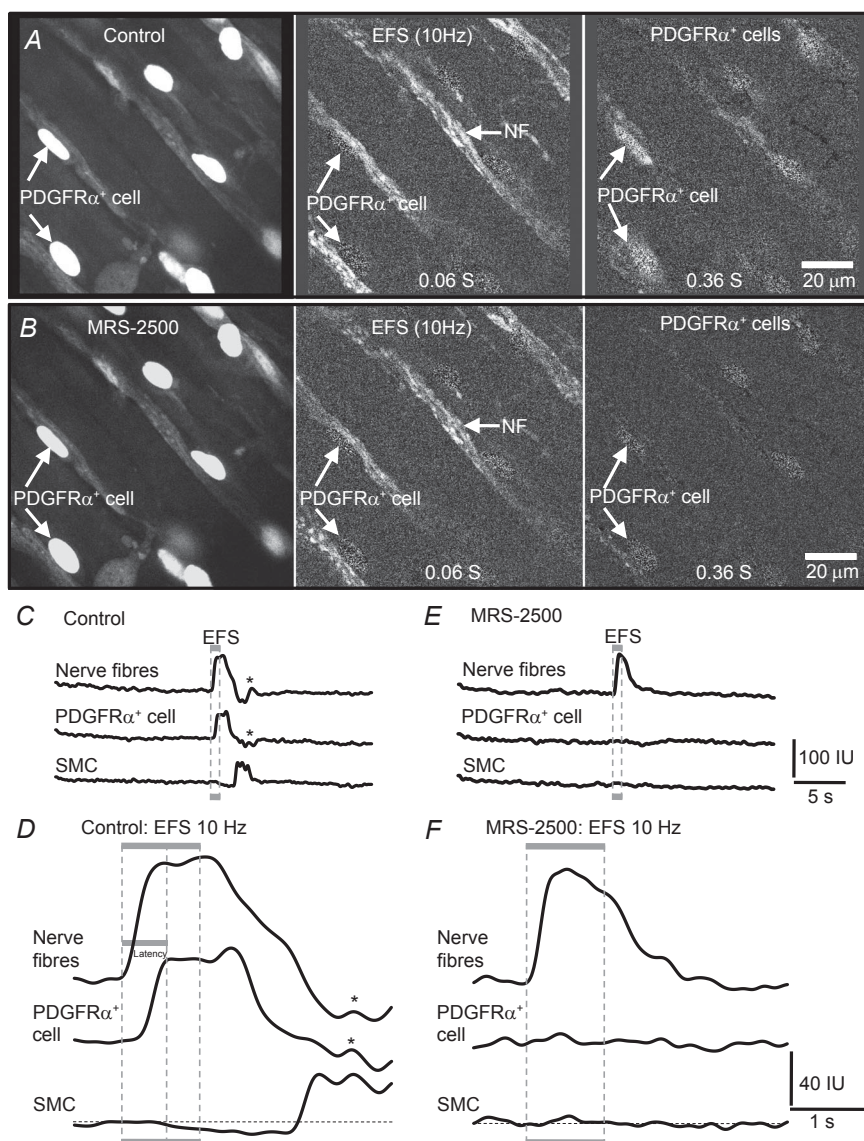 A
Control
EFS (10Hz)
PDGFRα⁺ cells
NF
PDGFRα⁺ cell
PDGFRα⁺ cell
PDGFRα⁺ cell
0.06 S
0.36 S
20 μm
B
MRS-2500
EFS (10Hz)
PDGFRα⁺ cells
NF
PDGFRα⁺ cell
PDGFRα⁺ cell
PDGFRα⁺ cell
0.06 S
0.36 S
20 μm
C
Control
EFS
Nerve fibres
*
PDGFRα⁺ cell
*
SMC
E
MRS-2500
EFS
Nerve fibres
PDGFRα⁺ cell
SMC
100 IU
5 s
D
Control: EFS 10 Hz
Nerve
fibres
Latency
*
PDGFRα⁺
cell
*
SMC
F
MRS-2500: EFS 10 Hz
Nerve
fibres
PDGFRα⁺
cell
SMC
40 IU
1 s